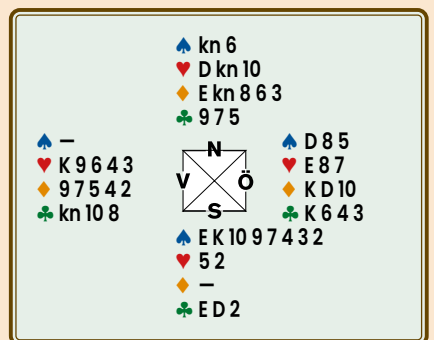 ♠ kn 6
♥ D kn 10
♦ E kn 8 6 3
♣ 9 7 5
♠ –
♥ K 9 6 4 3
♦ 9 7 5 4 2
♣ kn 10 8
N
V Ö
S
♠ D 8 5
♥ E 8 7
♦ K D 10
♣ K 6 4 3
♠ E K 10 9 7 4 3 2
♥ 5 2
♦ –
♣ E D 2